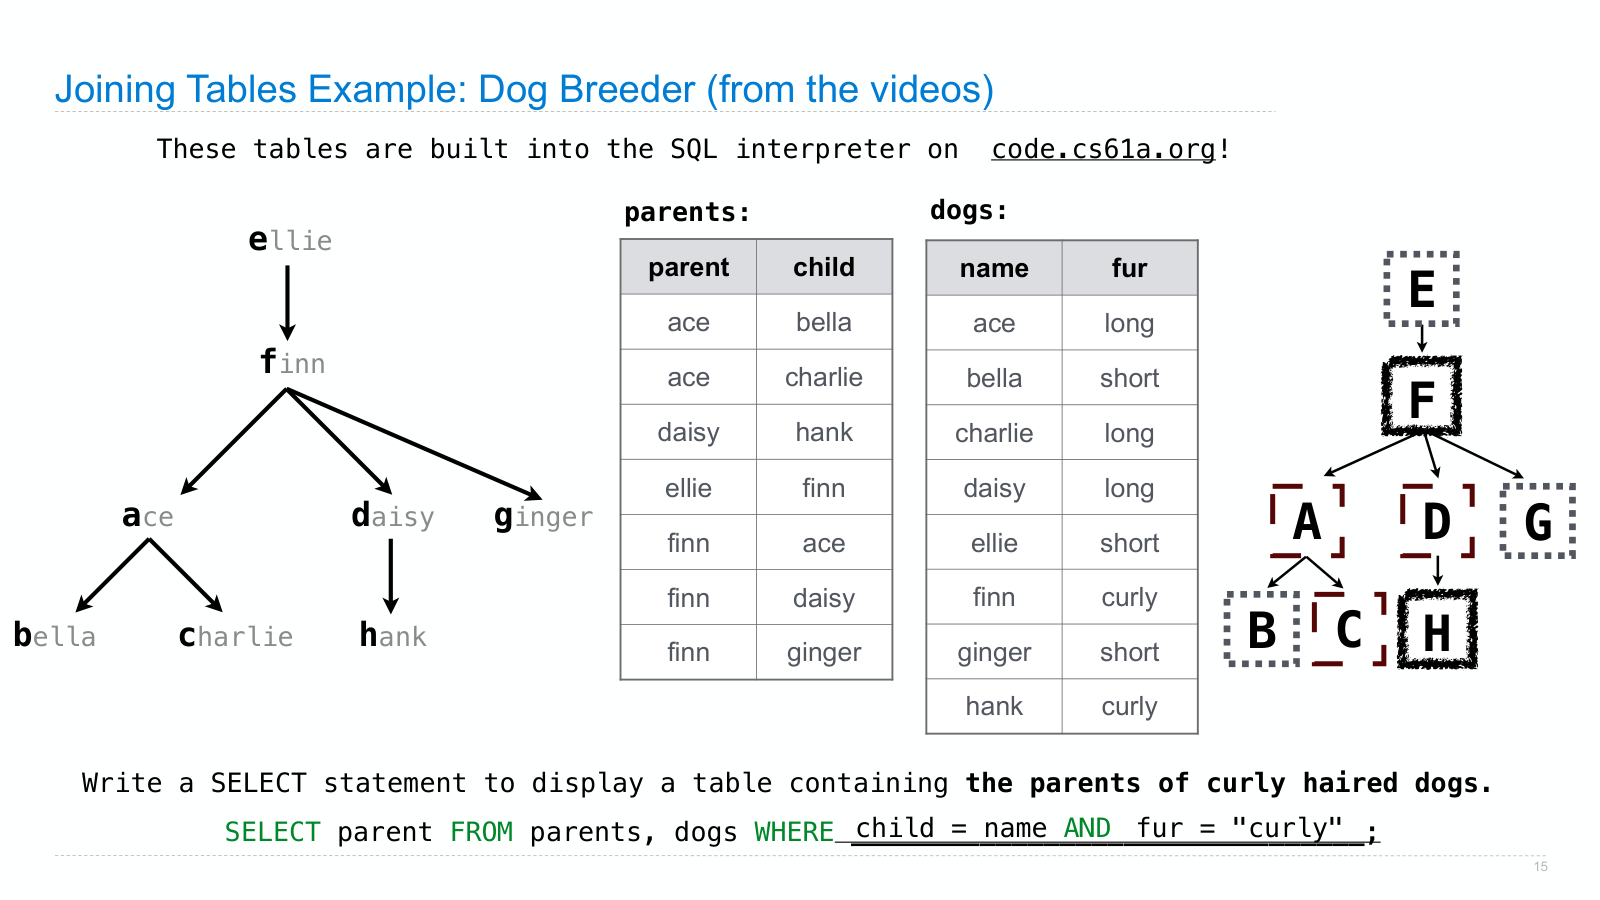 Joining Tables Example: Dog Breeder (from the videos)
These tables are built into the SQL interpreter on code.cs61a.org!
ellie
finn
ace daisy ginger
bella charlie hank
parents:
parent child
ace bella
ace charlie
daisy hank
ellie finn
finn ace
finn daisy
finn ginger
dogs:
name fur
ace long
bella short
charlie long
daisy long
ellie short
finn curly
ginger short
hank curly
E
F
A D G
B C H
Write a SELECT statement to display a table containing the parents of curly haired dogs.
SELECT parent FROM parents, dogs WHERE child = name AND fur = "curly" ;
15